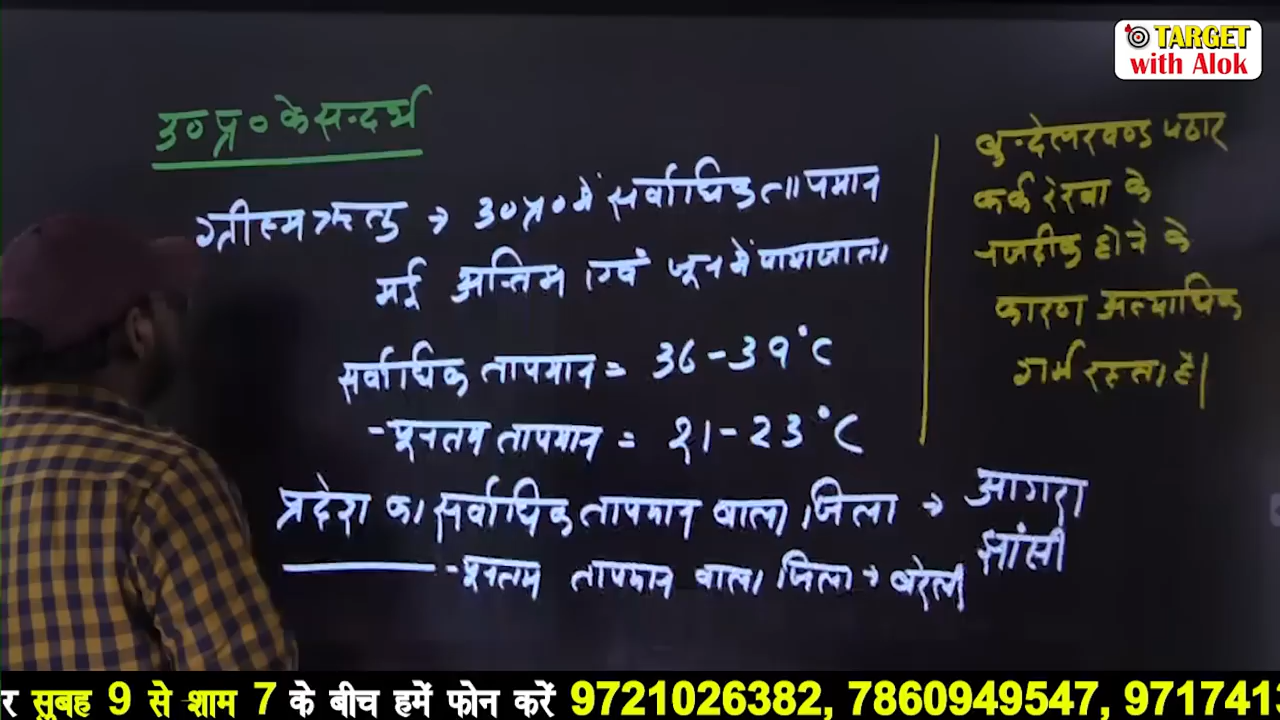 TARGET
with Alok
उ०प्र० के सन्दर्भ
ग्रीष्म ऋतु → उ०प्र० में सर्वाधिक तापमान
मई अन्तिम एवं जून में पाया जाता
सर्वाधिक तापमान = 36-39°C
न्यूनतम तापमान = 21-23°C
प्रदेश का सर्वाधिक तापमान वाला जिला → आगरा
झांसी
न्यूनतम तापमान वाला जिला → बरेली
बुन्देलखण्ड पठार
कर्क रेखा के
नजदीक होने के
कारण अत्याधिक
गर्म रहता है|
र सुबह 9 से शाम 7 के बीच हमें फोन करें 9721026382, 7860949547, 9717413